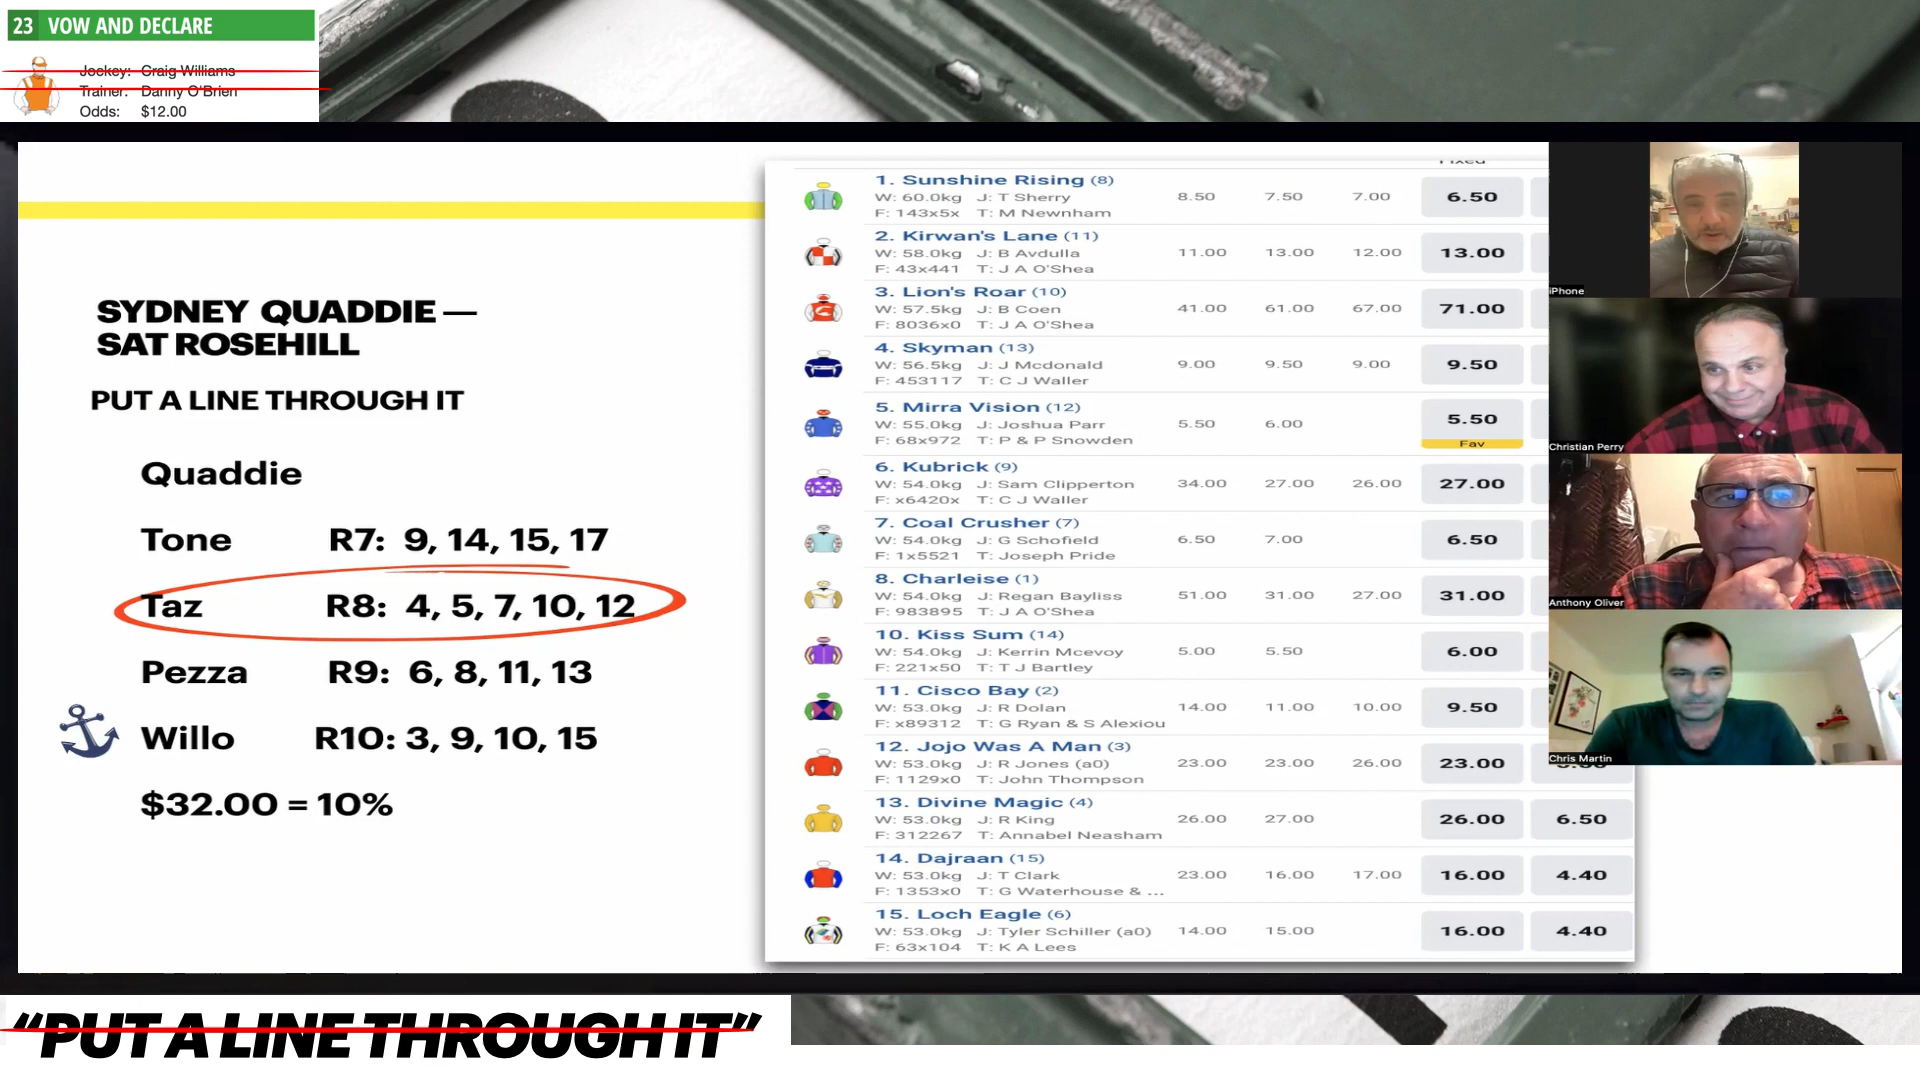 23 VOW AND DECLARE
Jockey: Craig Williams
Trainer: Danny O'Brien
Odds: $12.00
SYDNEY QUADDIE —
SAT ROSEHILL
PUT A LINE THROUGH IT
Quaddie
Tone R7: 9, 14, 15, 17
Taz R8: 4, 5, 7, 10, 12
Pezza R9: 6, 8, 11, 13
Willo R10: 3, 9, 10, 15
$32.00 = 10%
Fixed
1. Sunshine Rising (8)
W: 60.0kg J: T Sherry 8.50 7.50 7.00 6.50
F: 143x5x T: M Newnham
2. Kirwan's Lane (11)
W: 58.0kg J: B Avdulla 11.00 13.00 12.00 13.00
F: 43x441 T: J A O'Shea
3. Lion's Roar (10)
W: 57.5kg J: B Coen 41.00 61.00 67.00 71.00
F: 8036x0 T: J A O'Shea
4. Skyman (13)
W: 56.5kg J: J Mcdonald 9.00 9.50 9.00 9.50
F: 453117 T: C J Waller
5. Mirra Vision (12)
W: 55.0kg J: Joshua Parr 5.50 6.00 5.50
F: 68x972 T: P & P Snowden Fav
6. Kubrick (9)
W: 54.0kg J: Sam Clipperton 34.00 27.00 26.00 27.00
F: x6420x T: C J Waller
7. Coal Crusher (7)
W: 54.0kg J: G Schofield 6.50 7.00 6.50
F: 1x5521 T: Joseph Pride
8. Charleise (1)
W: 54.0kg J: Regan Bayliss 51.00 31.00 27.00 31.00
F: 983895 T: J A O'Shea
10. Kiss Sum (14)
W: 54.0kg J: Kerrin Mcevoy 5.00 5.50 6.00
F: 221x50 T: T J Bartley
11. Cisco Bay (2)
W: 53.0kg J: R Dolan 14.00 11.00 10.00 9.50
F: x89312 T: G Ryan & S Alexiou
12. Jojo Was A Man (3)
W: 53.0kg J: R Jones (a0) 23.00 23.00 26.00 23.00
F: 1129x0 T: John Thompson
13. Divine Magic (4)
W: 53.0kg J: R King 26.00 27.00 26.00 6.50
F: 312267 T: Annabel Neasham
14. Dajraan (15)
W: 53.0kg J: T Clark 23.00 16.00 17.00 16.00 4.40
F: 1353x0 T: G Waterhouse & ...
15. Loch Eagle (6)
W: 53.0kg J: Tyler Schiller (a0) 14.00 15.00 16.00 4.40
F: 63x104 T: K A Lees
iPhone
Christian Perry
Anthony Oliver
Chris Martin
"PUT A LINE THROUGH IT"